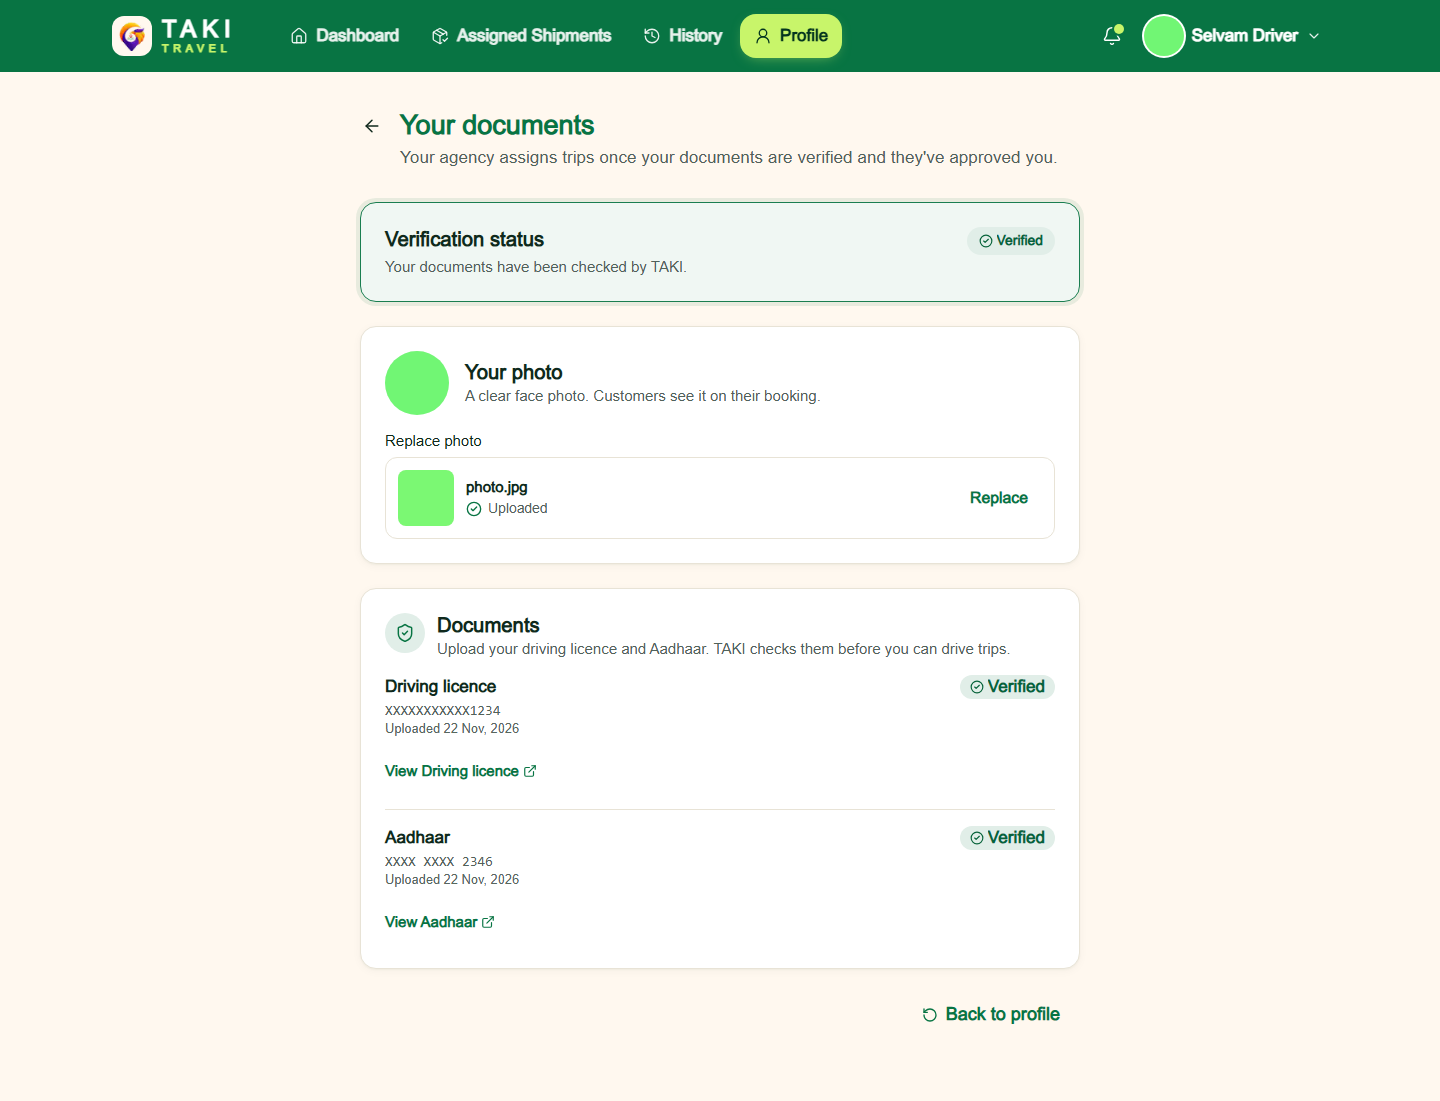 TAKI
TRAVEL
Dashboard
Assigned Shipments
History
Profile
Selvam Driver
Your documents
Your agency assigns trips once your documents are verified and they've approved you.
Verification status
Verified
Your documents have been checked by TAKI.
Your photo
A clear face photo. Customers see it on their booking.
Replace photo
photo.jpg
Uploaded
Replace
Documents
Upload your driving licence and Aadhaar. TAKI checks them before you can drive trips.
Driving licence
Verified
XXXXXXXXXXX1234
Uploaded 22 Nov, 2026
View Driving licence
Aadhaar
Verified
XXXX XXXX 2346
Uploaded 22 Nov, 2026
View Aadhaar
Back to profile